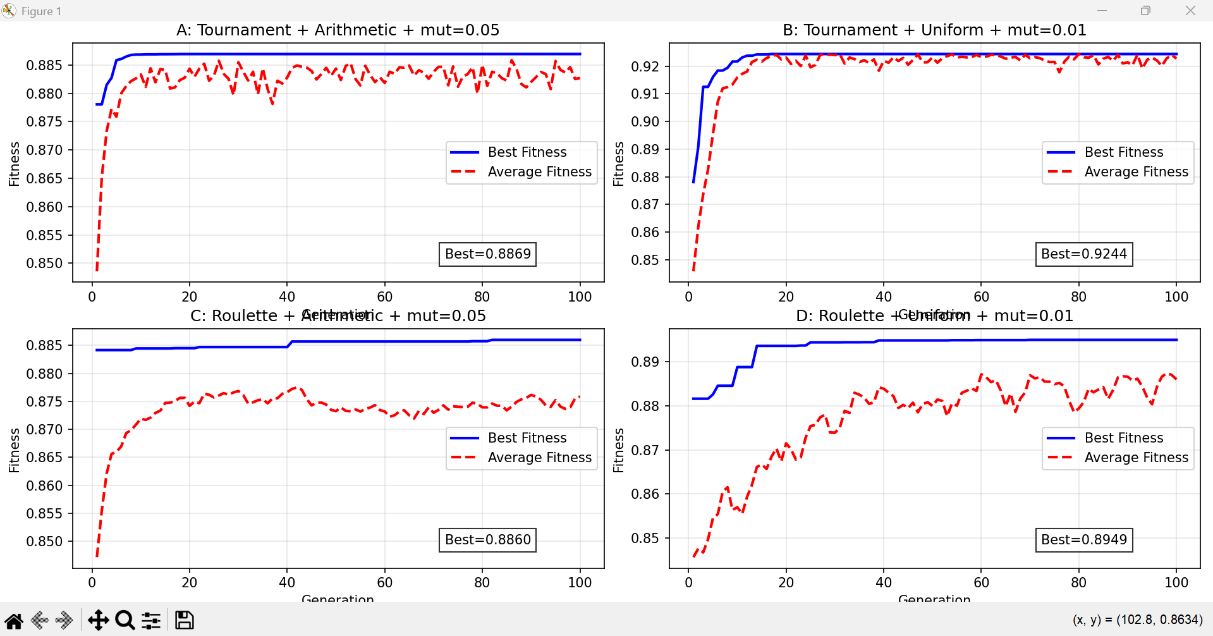 Figure 1
A: Tournament + Arithmetic + mut=0.05
Fitness
0.885
0.880
0.875
0.870
0.865
0.860
0.855
0.850
Best Fitness
Average Fitness
Best=0.8869
0 20 40 60 80 100
Generation
B: Tournament + Uniform + mut=0.01
Fitness
0.92
0.91
0.90
0.89
0.88
0.87
0.86
0.85
Best Fitness
Average Fitness
Best=0.9244
0 20 40 60 80 100
Generation
C: Roulette + Arithmetic + mut=0.05
Fitness
0.885
0.880
0.875
0.870
0.865
0.860
0.855
0.850
Best Fitness
Average Fitness
Best=0.8860
0 20 40 60 80 100
Generation
D: Roulette + Uniform + mut=0.01
Fitness
0.89
0.88
0.87
0.86
0.85
Best Fitness
Average Fitness
Best=0.8949
0 20 40 60 80 100
Generation
(x, y) = (102.8, 0.8634)